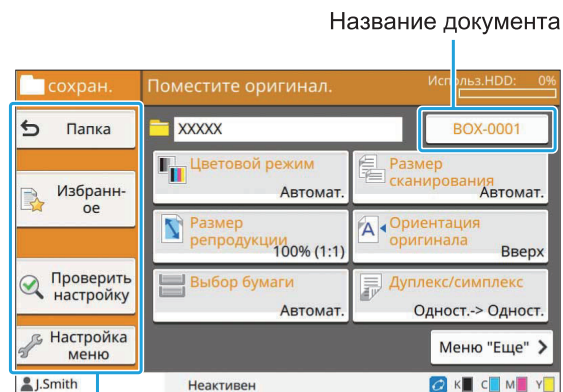 Название документа
сохран.
Поместите оригинал.
Использ.HDD: 0%
Папка
XXXXX
BOX-0001
Избранн-
ое
Цветовой режим
Автомат.
Размер
сканирования
Автомат.
Размер
репродукции
100% (1:1)
Ориентация
оригинала
Вверх
Проверить
настройку
Выбор бумаги
Автомат.
Дуплекс/симплекс
Одност.-> Одност.
Настройка
меню
Меню "Еще"
J.Smith
Неактивен
K C M Y